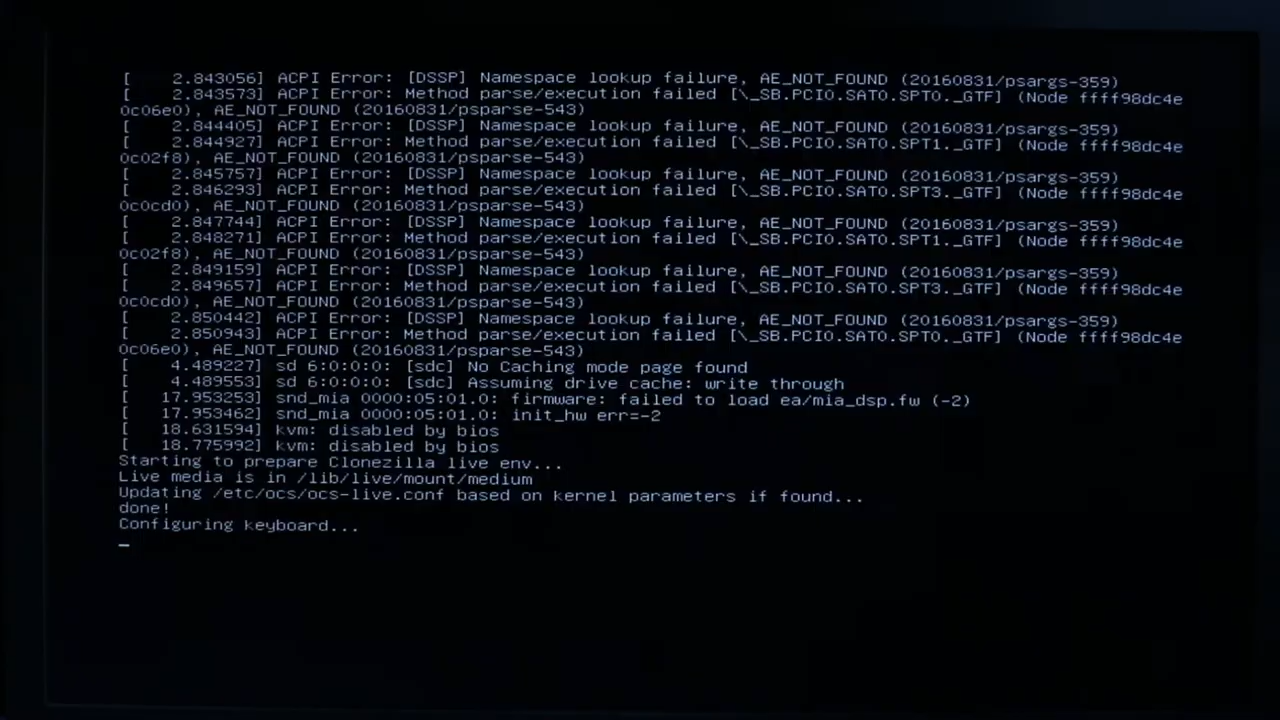 [    2.843056] ACPI Error: [DSSP] Namespace lookup failure, AE_NOT_FOUND (20160831/psargs-359)
[    2.843573] ACPI Error: Method parse/execution failed [\_SB.PCI0.SAT0.SPT0._GTF] (Node ffff98dc4e
0c06e0), AE_NOT_FOUND (20160831/psparse-543)
[    2.844405] ACPI Error: [DSSP] Namespace lookup failure, AE_NOT_FOUND (20160831/psargs-359)
[    2.844927] ACPI Error: Method parse/execution failed [\_SB.PCI0.SAT0.SPT1._GTF] (Node ffff98dc4e
0c02f8), AE_NOT_FOUND (20160831/psparse-543)
[    2.845757] ACPI Error: [DSSP] Namespace lookup failure, AE_NOT_FOUND (20160831/psargs-359)
[    2.846293] ACPI Error: Method parse/execution failed [\_SB.PCI0.SAT0.SPT3._GTF] (Node ffff98dc4e
0c0cd0), AE_NOT_FOUND (20160831/psparse-543)
[    2.847744] ACPI Error: [DSSP] Namespace lookup failure, AE_NOT_FOUND (20160831/psargs-359)
[    2.848271] ACPI Error: Method parse/execution failed [\_SB.PCI0.SAT0.SPT1._GTF] (Node ffff98dc4e
0c02f8), AE_NOT_FOUND (20160831/psparse-543)
[    2.849159] ACPI Error: [DSSP] Namespace lookup failure, AE_NOT_FOUND (20160831/psargs-359)
[    2.849657] ACPI Error: Method parse/execution failed [\_SB.PCI0.SAT0.SPT3._GTF] (Node ffff98dc4e
0c0cd0), AE_NOT_FOUND (20160831/psparse-543)
[    2.850442] ACPI Error: [DSSP] Namespace lookup failure, AE_NOT_FOUND (20160831/psargs-359)
[    2.850943] ACPI Error: Method parse/execution failed [\_SB.PCI0.SAT0.SPT0._GTF] (Node ffff98dc4e
0c06e0), AE_NOT_FOUND (20160831/psparse-543)
[    4.489227] sd 6:0:0:0: [sdc] No Caching mode page found
[    4.489553] sd 6:0:0:0: [sdc] Assuming drive cache: write through
[   17.953253] snd_mia 0000:05:01.0: firmware: failed to load ea/mia_dsp.fw (-2)
[   17.953462] snd_mia 0000:05:01.0: init_hw err=-2
[   18.631594] kvm: disabled by bios
[   18.775992] kvm: disabled by bios
Starting to prepare Clonezilla live env...
Live media is in /lib/live/mount/medium
Updating /etc/ocs/ocs-live.conf based on kernel parameters if found...
done!
Configuring keyboard...
_